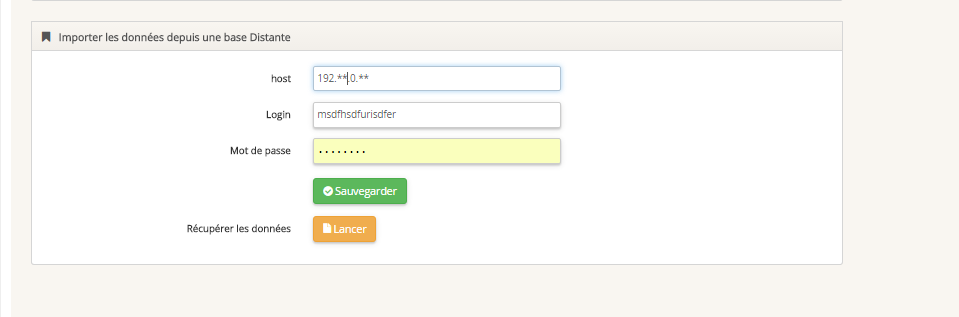 Importer les données depuis une base Distante
host 192.**.0.**
Login msdfhsdfurisdfer
Mot de passe ········
Sauvegarder
Récupérer les données Lancer